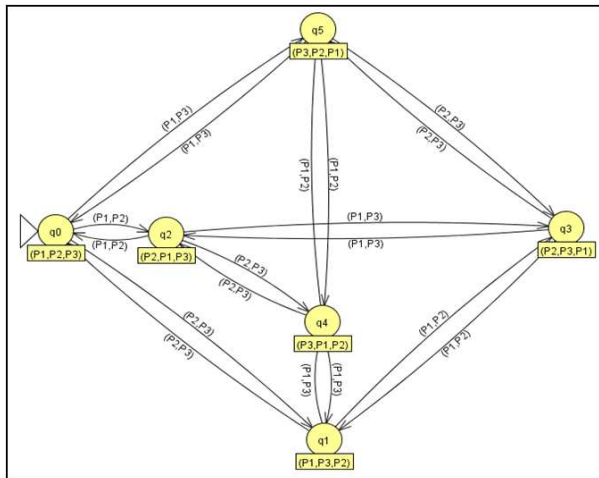 q5
(P3,P2,P1)
(P1,P3)
(P1,P3)
(P2,P3)
(P2,P3)
(P1,P2)
(P1,P2)
q0
(P1,P2,P3)
(P1,P2)
(P1,P2)
q2
(P2,P1,P3)
(P1,P3)
(P1,P3)
q3
(P2,P3,P1)
(P2,P3)
(P2,P3)
q4
(P3,P1,P2)
(P2,P3)
(P2,P3)
(P1,P2)
(P1,P2)
(P1,P3)
(P1,P3)
q1
(P1,P3,P2)